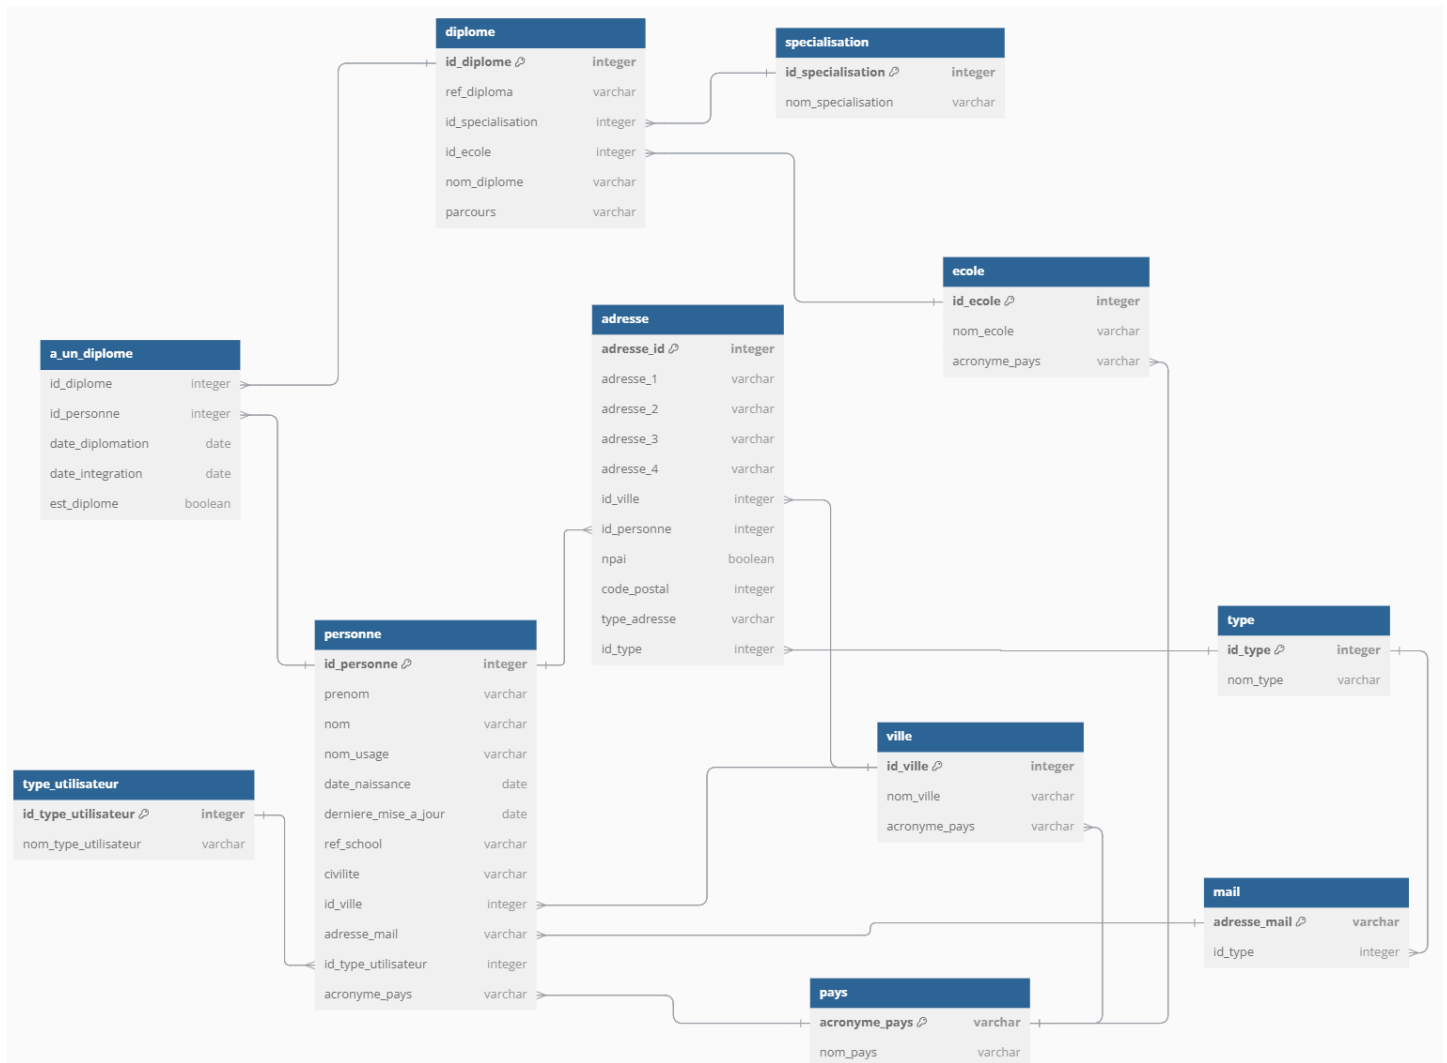 diplome
id_diplome integer
ref_diploma varchar
id_specialisation integer
id_ecole integer
nom_diplome varchar
parcours varchar
specialisation
id_specialisation integer
nom_specialisation varchar
ecole
id_ecole integer
nom_ecole varchar
acronyme_pays varchar
adresse
adresse_id integer
adresse_1 varchar
adresse_2 varchar
adresse_3 varchar
adresse_4 varchar
id_ville integer
id_personne integer
npai boolean
code_postal integer
type_adresse varchar
id_type integer
a_un_diplome
id_diplome integer
id_personne integer
date_diplomation date
date_integration date
est_diplome boolean
type
id_type integer
nom_type varchar
personne
id_personne integer
prenom varchar
nom varchar
nom_usage varchar
date_naissance date
derniere_mise_a_jour date
ref_school varchar
civilite varchar
id_ville integer
adresse_mail varchar
id_type_utilisateur integer
acronyme_pays varchar
ville
id_ville integer
nom_ville varchar
acronyme_pays varchar
type_utilisateur
id_type_utilisateur integer
nom_type_utilisateur varchar
mail
adresse_mail varchar
id_type integer
pays
acronyme_pays varchar
nom_pays varchar